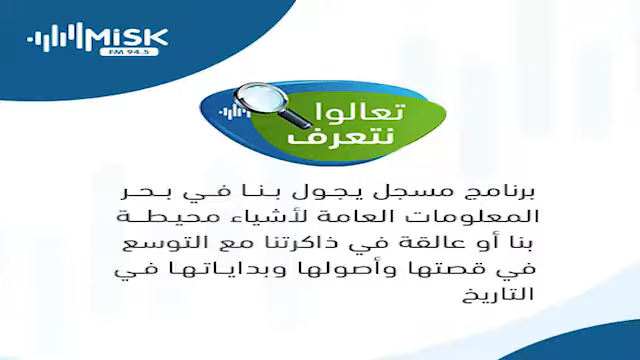 MiSK
FM 94.5
تعالوا
نتعرف
برنامج مسجل يجول بنا في بحر
المعلومات العامة لأشياء محيطة
بنا أو عالقة في ذاكرتنا مع التوسع
في قصتها وأصولها وبداياتها في
التاريخ